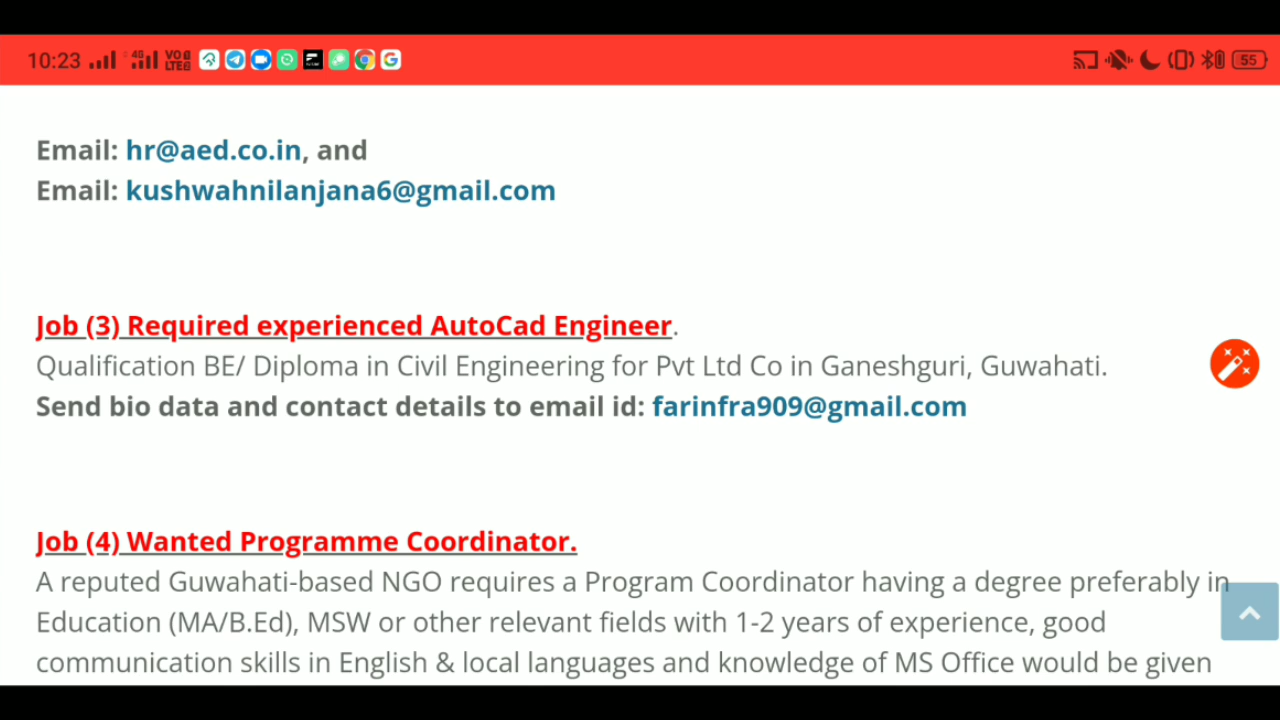 10:23 4G VO LTE 55
Email: hr@aed.co.in, and
Email: kushwahnilanjana6@gmail.com
Job (3) Required experienced AutoCad Engineer.
Qualification BE/ Diploma in Civil Engineering for Pvt Ltd Co in Ganeshguri, Guwahati.
Send bio data and contact details to email id: farinfra909@gmail.com
Job (4) Wanted Programme Coordinator.
A reputed Guwahati-based NGO requires a Program Coordinator having a degree preferably in
Education (MA/B.Ed), MSW or other relevant fields with 1-2 years of experience, good
communication skills in English & local languages and knowledge of MS Office would be given